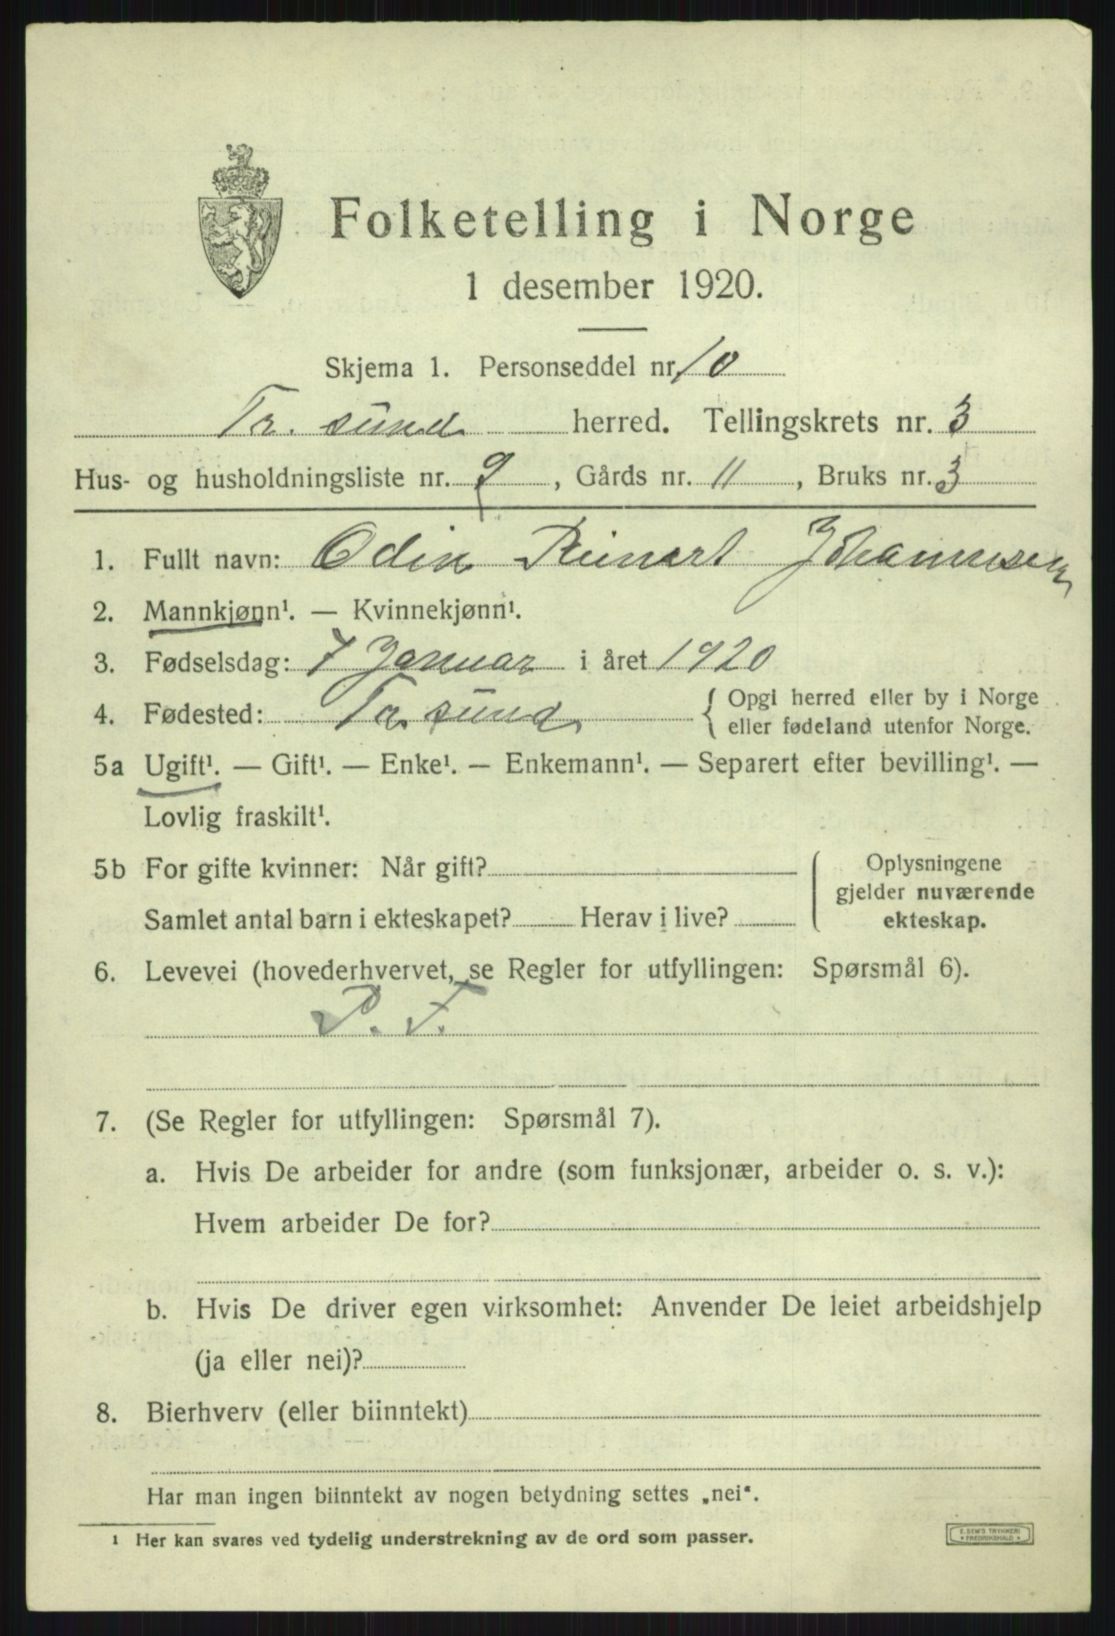 Folketelling i Norge
1 desember 1920.
Skjema 1. Personseddel nr. 10
Tr. sund herred. Tellingskrets nr. 3
Hus- og husholdningsliste nr. 9, Gårds nr. 11, Bruks nr. 3
1. Fullt navn: Odin Reinart Johannesen
2. Mannkjønn¹. — Kvinnekjønn¹.
3. Fødselsdag: 7 Januar i året 1920
4. Fødested: Tr. sund { Opgi herred eller by i Norge
eller fødeland utenfor Norge.
5a Ugift¹. — Gift¹. — Enke¹. — Enkemann¹. — Separert efter bevilling¹. —
Lovlig fraskilt¹.
5b For gifte kvinner: Når gift? Oplysningene
gjelder nuværende
Samlet antal barn i ekteskapet? Herav i live? ekteskap.
6. Levevei (hovederhvervet, se Regler for utfyllingen: Spørsmål 6).
P. F.
7. (Se Regler for utfyllingen: Spørsmål 7).
a. Hvis De arbeider for andre (som funksjonær, arbeider o. s. v.):
Hvem arbeider De for?
b. Hvis De driver egen virksomhet: Anvender De leiet arbeidshjelp
(ja eller nei)?
8. Bierhverv (eller biinntekt)
Har man ingen biinntekt av nogen betydning settes „nei“.
1 Her kan svares ved tydelig understrekning av de ord som passer.
E. SEM'S TRYKKERI
• FREDRIKSHALD •